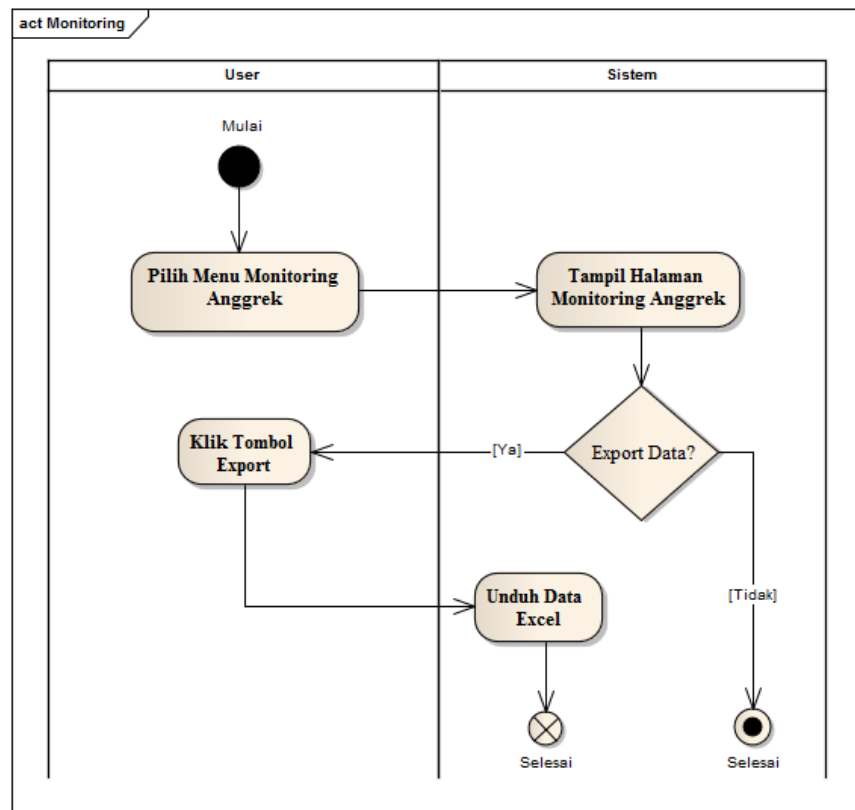 act Monitoring
User
Sistem
Mulai
Pilih Menu Monitoring
Anggrek
Tampil Halaman
Monitoring Anggrek
Export Data?
[Ya]
Klik Tombol
Export
[Tidak]
Unduh Data
Excel
Selesai
Selesai